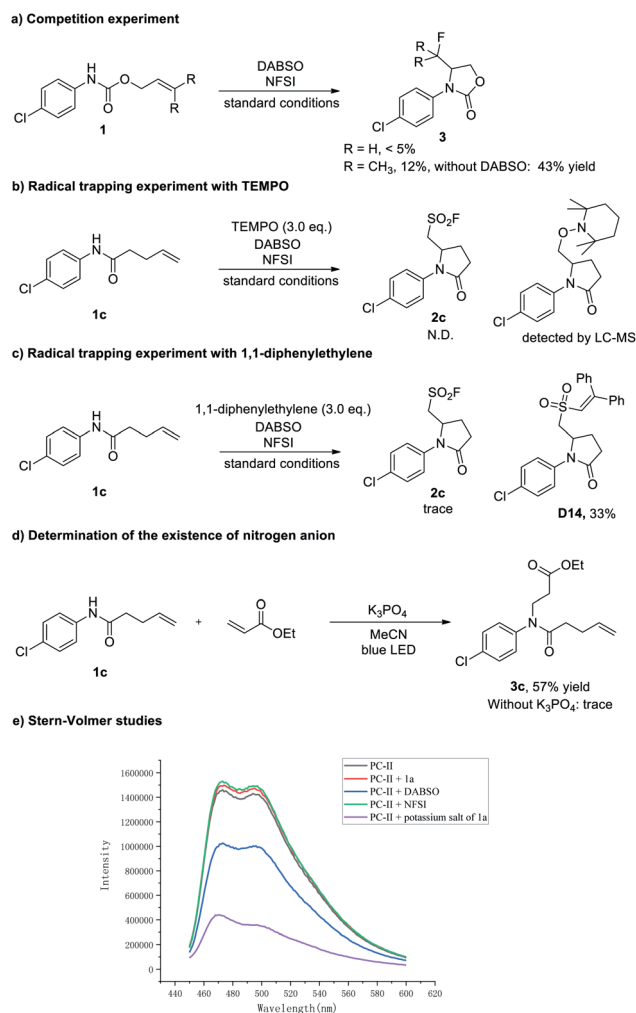 a) Competition experiment
H
N
O
R
O
R
Cl
1
DABSO
NFSI
standard conditions
F
R
R
O
N
O
Cl
3
R = H, < 5%
R = CH3, 12%, without DABSO: 43% yield
b) Radical trapping experiment with TEMPO
H
N
O
Cl
1c
TEMPO (3.0 eq.)
DABSO
NFSI
standard conditions
SO2F
N
O
Cl
2c
N.D.
N
O
N
O
Cl
detected by LC-MS
c) Radical trapping experiment with 1,1-diphenylethylene
H
N
O
Cl
1c
1,1-diphenylethylene (3.0 eq.)
DABSO
NFSI
standard conditions
SO2F
N
O
Cl
2c
trace
Ph
O
O
S
Ph
N
O
Cl
D14, 33%
d) Determination of the existence of nitrogen anion
H
N
O
Cl
1c
+
O
OEt
K3PO4
MeCN
blue LED
O
OEt
N
O
Cl
3c, 57% yield
Without K3PO4: trace
e) Stern-Volmer studies
PC-II
PC-II + 1a
PC-II + DABSO
PC-II + NFSI
PC-II + potassium salt of 1a
Intensity
1600000
1400000
1200000
1000000
800000
600000
400000
200000
0
440 460 480 500 520 540 560 580 600 620
Wavelength(nm)